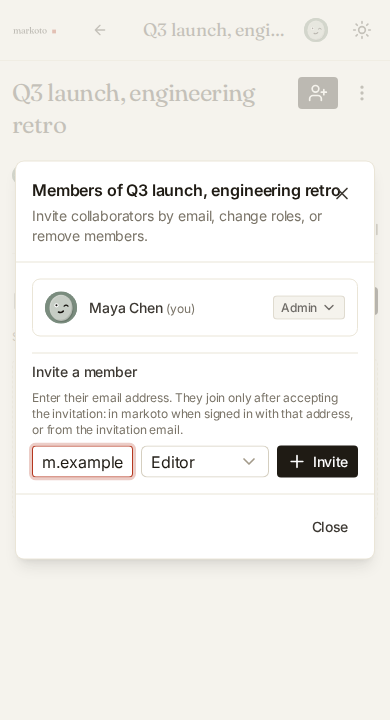 markoto
Q3 launch, engi...
Q3 launch, engineering
retro
Members of Q3 launch, engineering retro
Invite collaborators by email, change roles, or
remove members.
Maya Chen (you)
Admin
Invite a member
Enter their email address. They join only after accepting
the invitation: in markoto when signed in with that address,
or from the invitation email.
m.example
Editor
Invite
Close